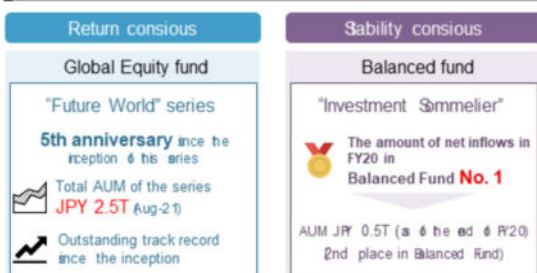 Return consious
Global Equity fund
"Future World" series
5th anniversary since the
inception of this series
Total AUM of the series
JPY 2.5T (Aug-21)
Outstanding track record
since the inception
Stability consious
Balanced fund
"Investment Sommelier"
The amount of net inflows in
FY20 in
Balanced Fund No. 1
AUM JPY 0.5T (as of the end of FY20)
(2nd place in Balanced Fund)